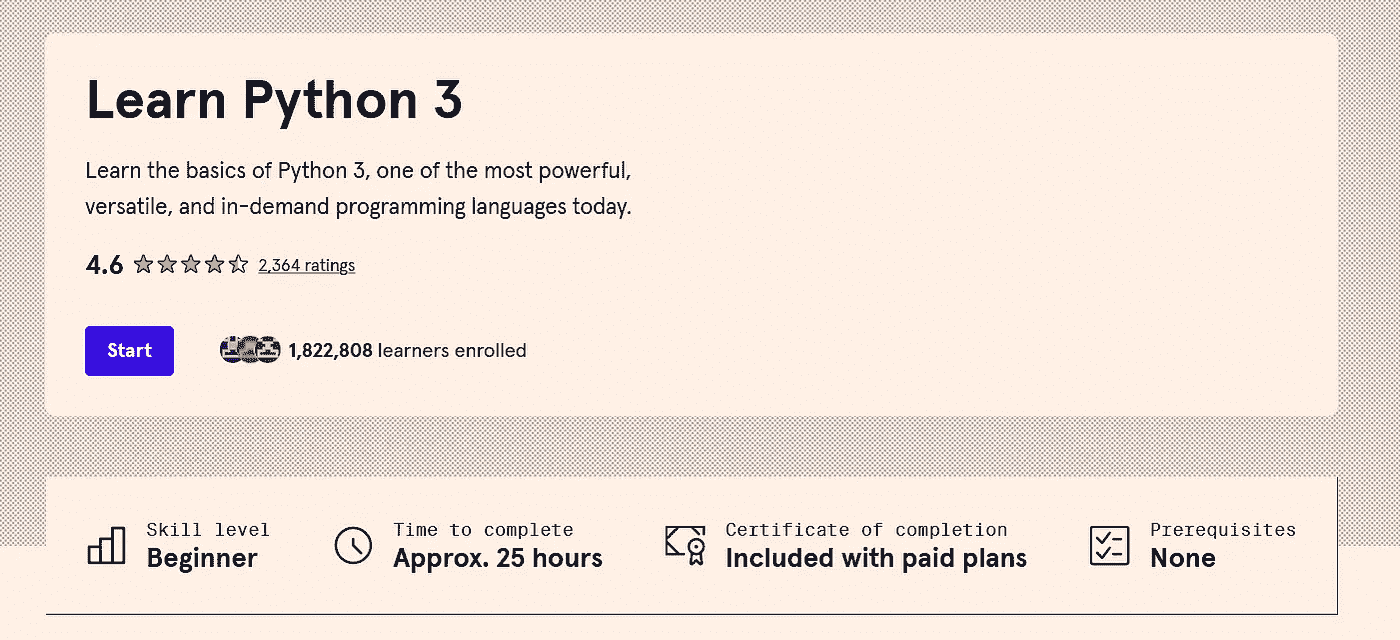 Learn Python 3
Learn the basics of Python 3, one of the most powerful,
versatile, and in-demand programming languages today.
4.6 2,364 ratings
Start 1,822,808 learners enrolled
Skill level
Beginner
Time to complete
Approx. 25 hours
Certificate of completion
Included with paid plans
Prerequisites
None